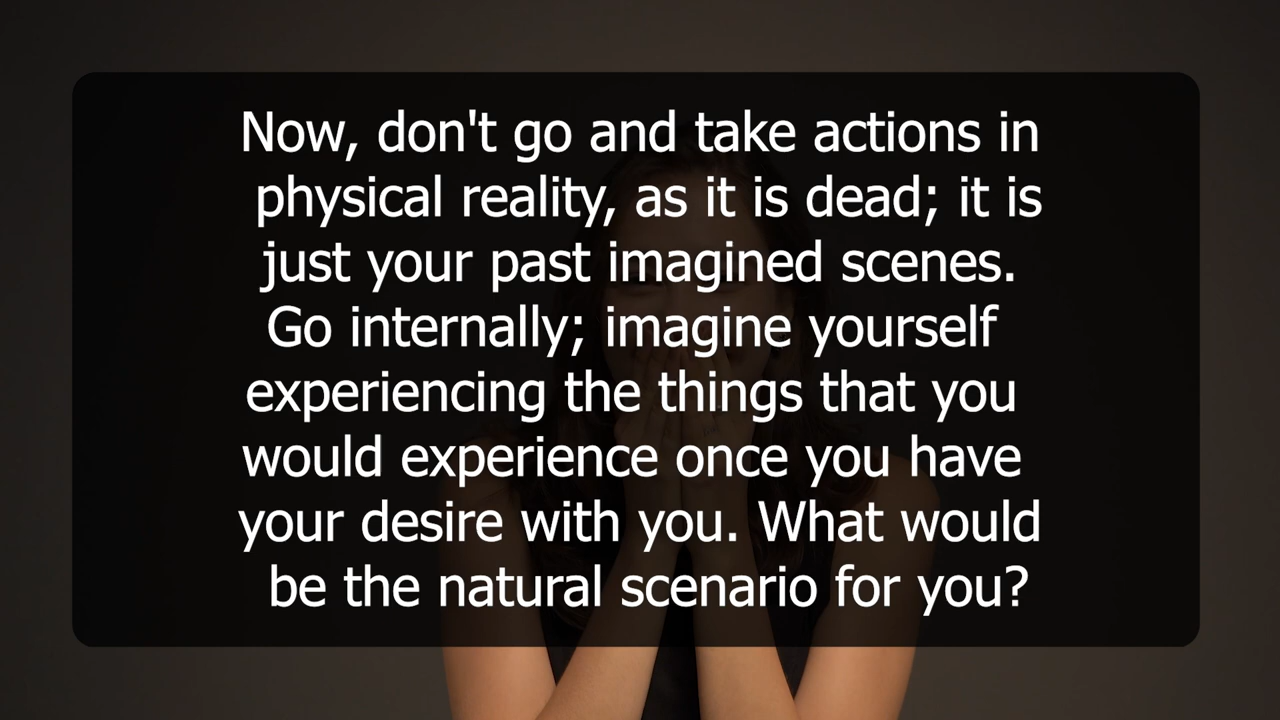 Now, don't go and take actions in
physical reality, as it is dead; it is
just your past imagined scenes.
Go internally; imagine yourself
experiencing the things that you
would experience once you have
your desire with you. What would
be the natural scenario for you?